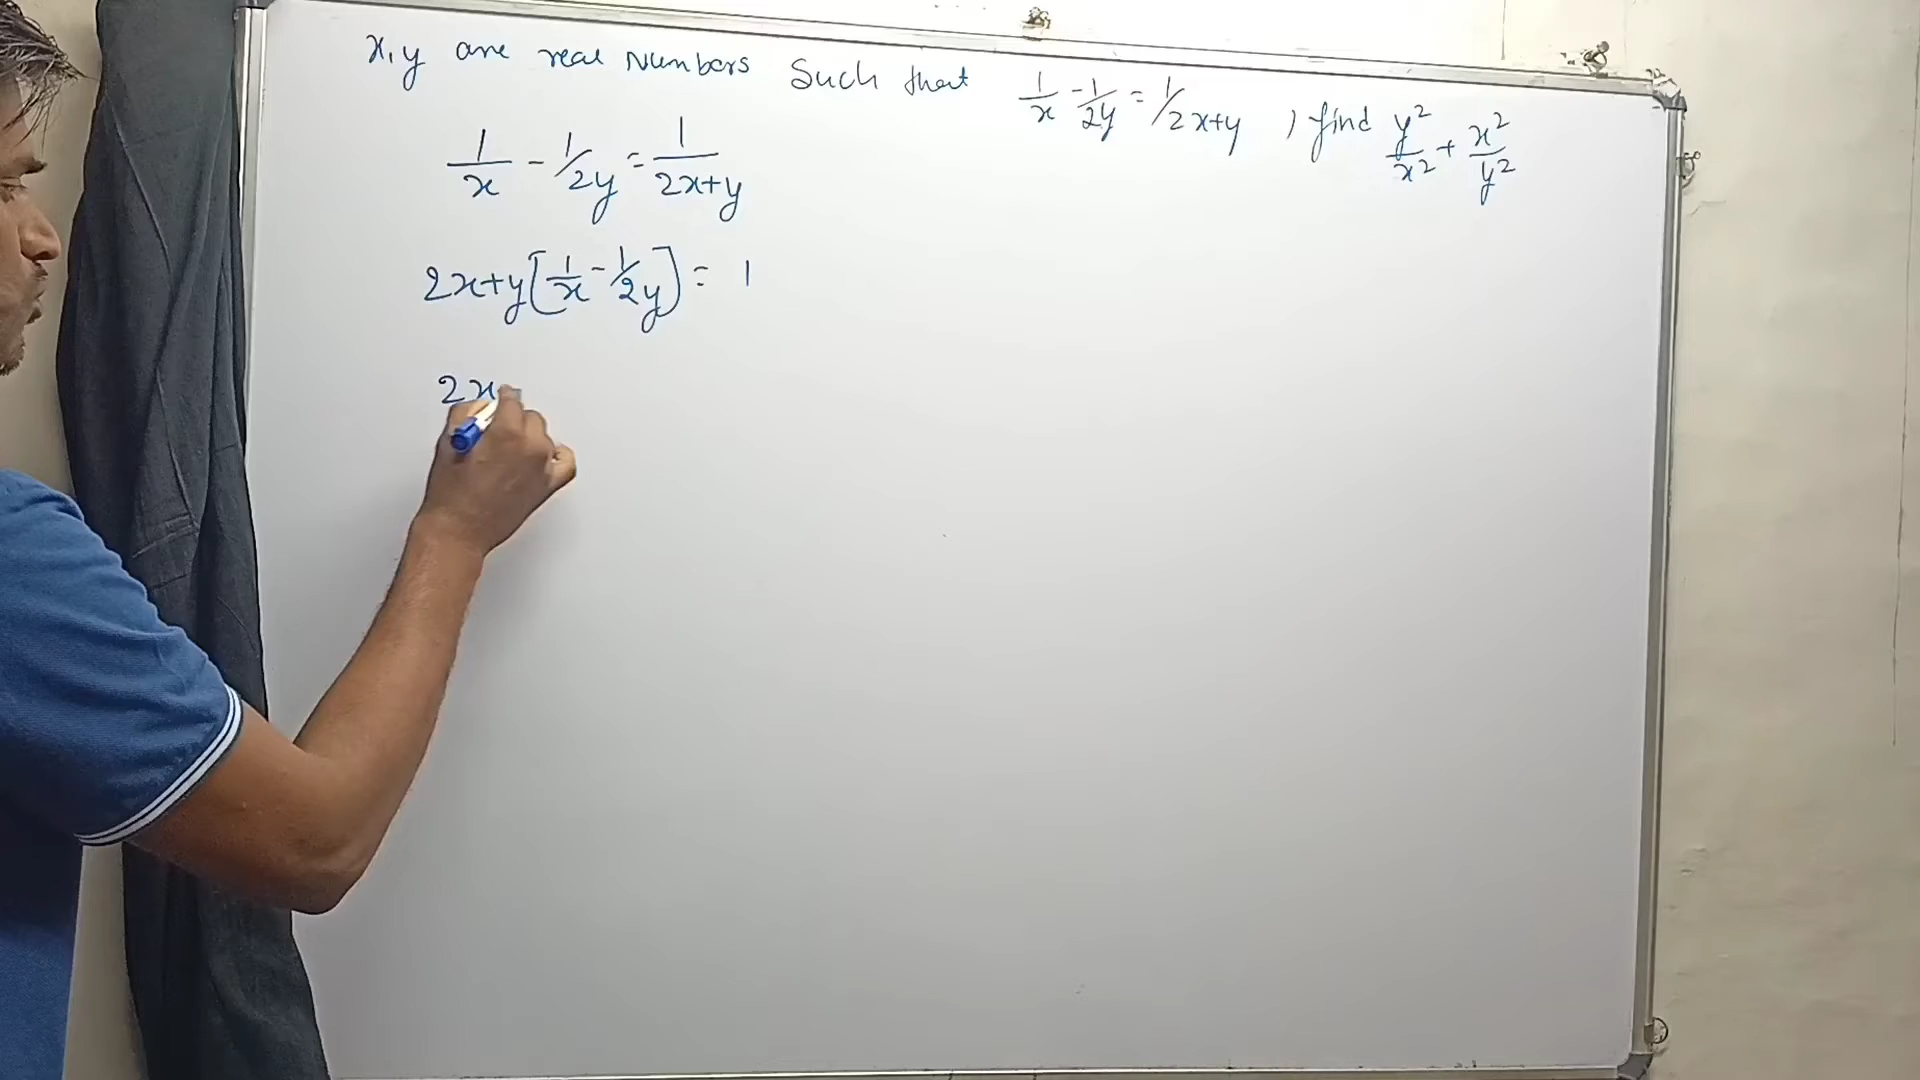 x, y are real Numbers Such that 1/x - 1/2y = 1/2x+y , find y²/x² + x²/y²
1/x - 1/2y = 1/2x+y
2x+y[1/x - 1/2y] = 1
2x